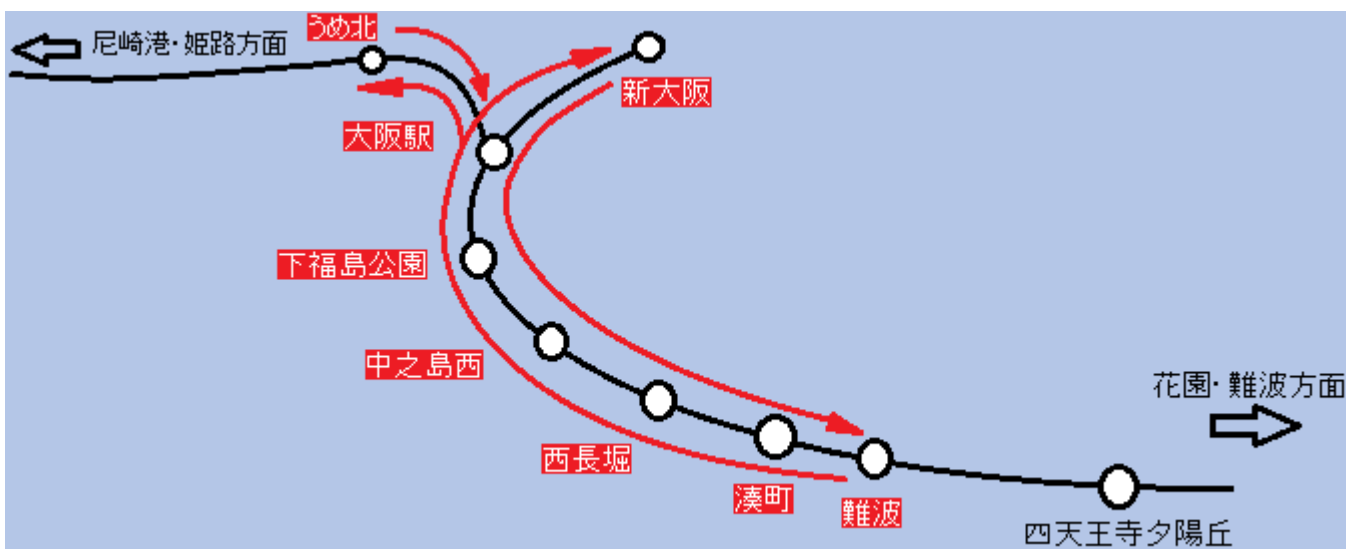 うめ北
尼崎港・姫路方面
新大阪
大阪駅
下福島公園
中之島西
花園・難波方面
西長堀
湊町
難波
四天王寺夕陽丘